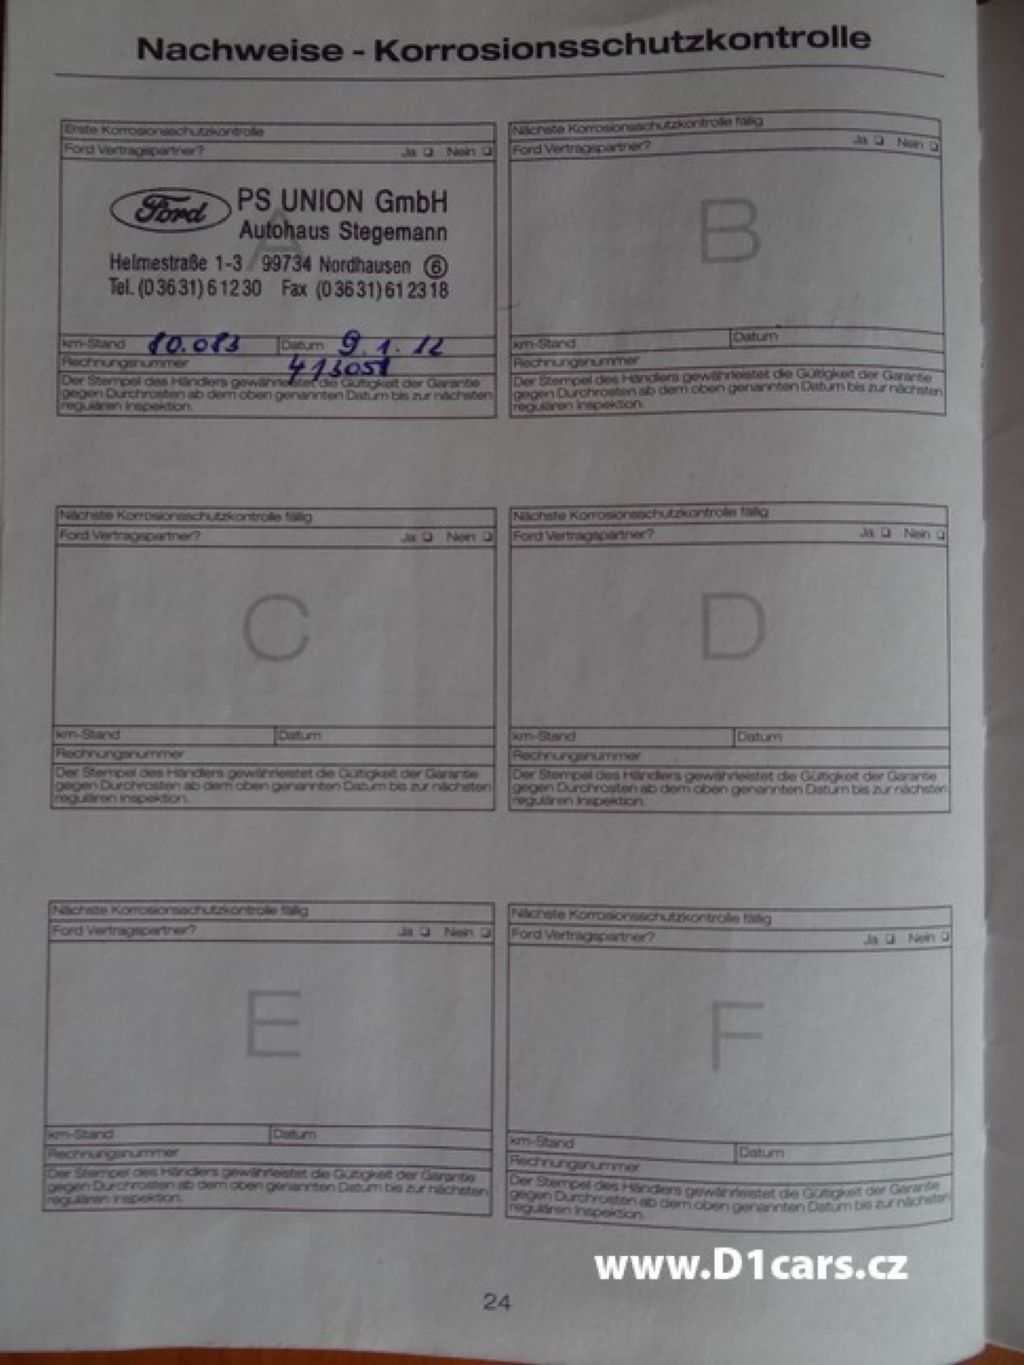 Nachweise - Korrosionsschutzkontrolle
Erste Korrosionsschutzkontrolle
Ford Vertragspartner? Ja ❏ Nein ❏
A
Ford PS UNION GmbH
Autohaus Stegemann
Helmestraße 1-3 99734 Nordhausen 6
Tel. (03631) 61230 Fax (03631) 612318
km-Stand 80.083 Datum 9.1.12
Rechnungsnummer 413051
Der Stempel des Händlers gewährleistet die Gültigkeit der Garantie
gegen Durchrosten ab dem oben genannten Datum bis zur nächsten
regulären Inspektion.
Nächste Korrosionsschutzkontrolle fällig
Ford Vertragspartner? Ja ❏ Nein ❏
B
km-Stand Datum
Rechnungsnummer
Der Stempel des Händlers gewährleistet die Gültigkeit der Garantie
gegen Durchrosten ab dem oben genannten Datum bis zur nächsten
regulären Inspektion.
Nächste Korrosionsschutzkontrolle fällig
Ford Vertragspartner? Ja ❏ Nein ❏
C
km-Stand Datum
Rechnungsnummer
Der Stempel des Händlers gewährleistet die Gültigkeit der Garantie
gegen Durchrosten ab dem oben genannten Datum bis zur nächsten
regulären Inspektion.
Nächste Korrosionsschutzkontrolle fällig
Ford Vertragspartner? Ja ❏ Nein ❏
D
km-Stand Datum
Rechnungsnummer
Der Stempel des Händlers gewährleistet die Gültigkeit der Garantie
gegen Durchrosten ab dem oben genannten Datum bis zur nächsten
regulären Inspektion.
Nächste Korrosionsschutzkontrolle fällig
Ford Vertragspartner? Ja ❏ Nein ❏
E
km-Stand Datum
Rechnungsnummer
Der Stempel des Händlers gewährleistet die Gültigkeit der Garantie
gegen Durchrosten ab dem oben genannten Datum bis zur nächsten
regulären Inspektion.
Nächste Korrosionsschutzkontrolle fällig
Ford Vertragspartner? Ja ❏ Nein ❏
F
km-Stand Datum
Rechnungsnummer
Der Stempel des Händlers gewährleistet die Gültigkeit der Garantie
gegen Durchrosten ab dem oben genannten Datum bis zur nächsten
regulären Inspektion.
www.D1cars.cz
24